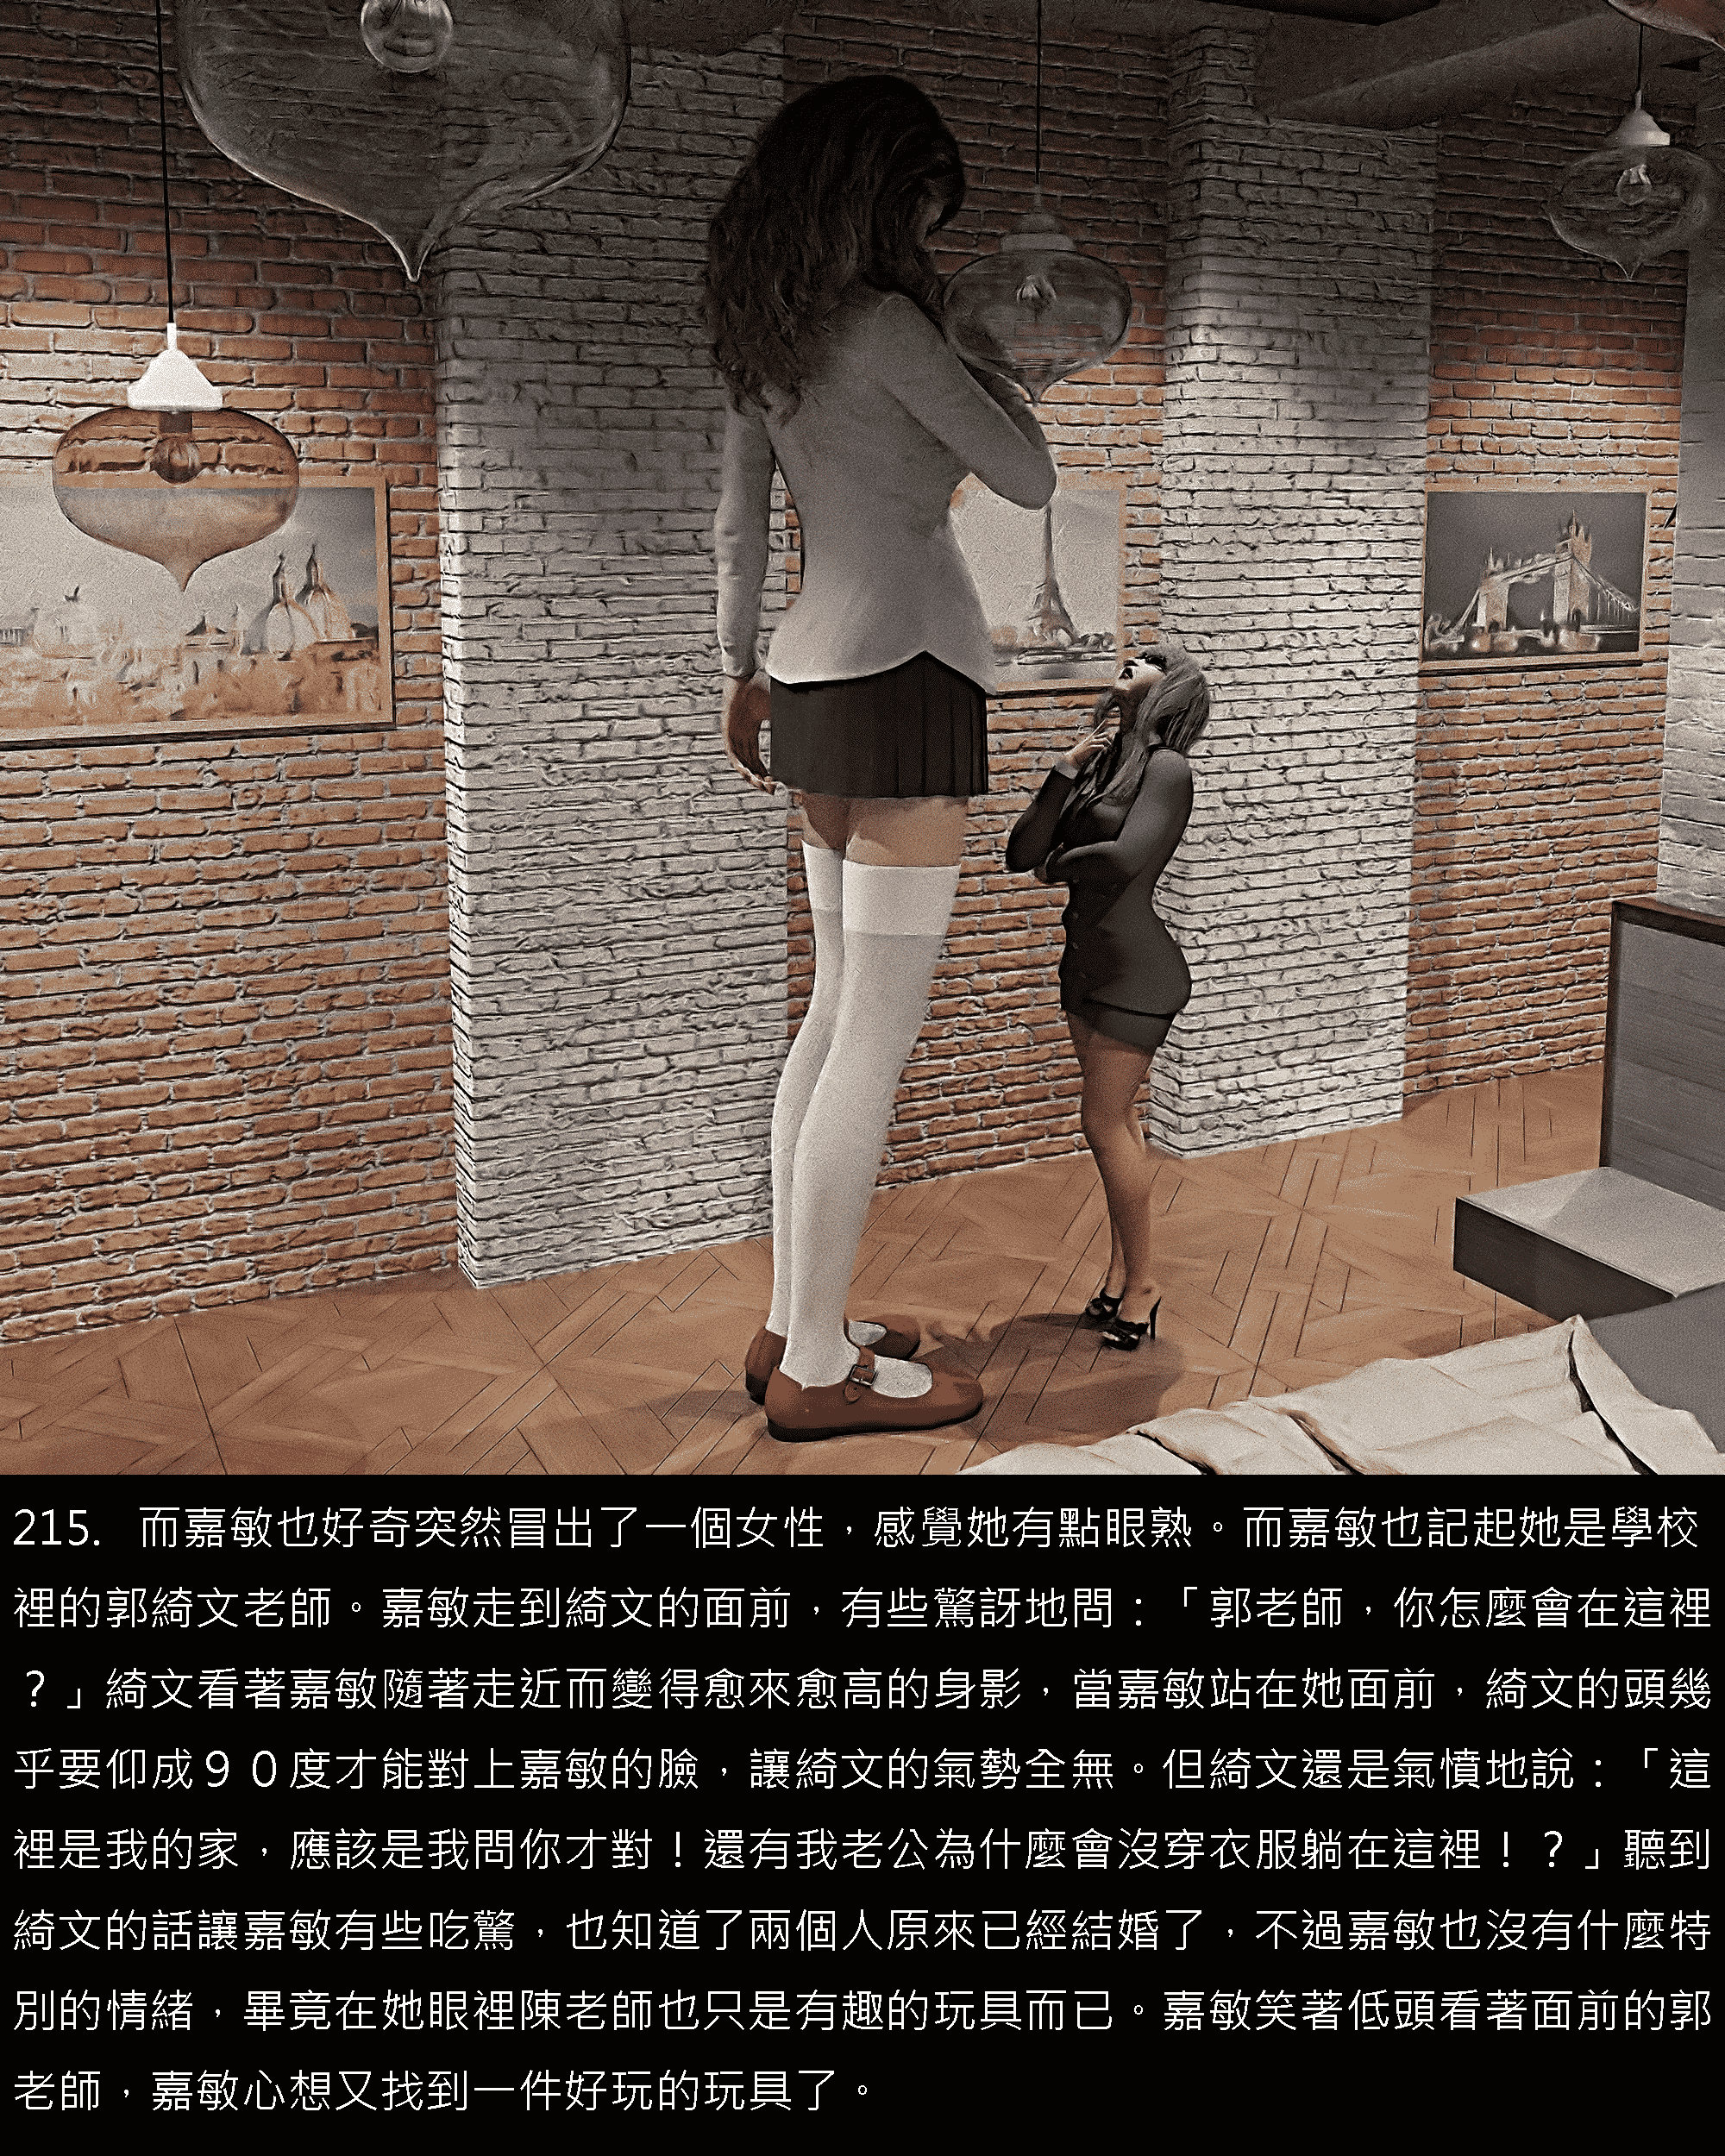 215. 而嘉敏也好奇突然冒出了一個女性，感覺她有點眼熟。而嘉敏也記起她是學校
裡的郭綺文老師。嘉敏走到綺文的面前，有些驚訝地問：「郭老師，你怎麼會在這裡
？」綺文看著嘉敏隨著走近而變得愈來愈高的身影，當嘉敏站在她面前，綺文的頭幾
乎要仰成９０度才能對上嘉敏的臉，讓綺文的氣勢全無。但綺文還是氣憤地說：「這
裡是我的家，應該是我問你才對！還有我老公為什麼會沒穿衣服躺在這裡！？」聽到
綺文的話讓嘉敏有些吃驚，也知道了兩個人原來已經結婚了，不過嘉敏也沒有什麼特
別的情緒，畢竟在她眼裡陳老師也只是有趣的玩具而已。嘉敏笑著低頭看著面前的郭
老師，嘉敏心想又找到一件好玩的玩具了。